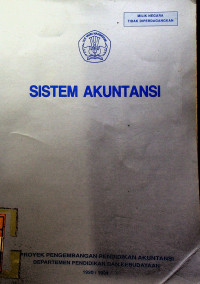 MILIK NEGARA
TIDAK DIPERDAGANGKAN
SISTEM AKUNTANSI
PROYEK PENGEMBANGAN PENDIDIKAN AKUNTANSI
DEPARTEMEN PENDIDIKAN DAN KEBUDAYAAN